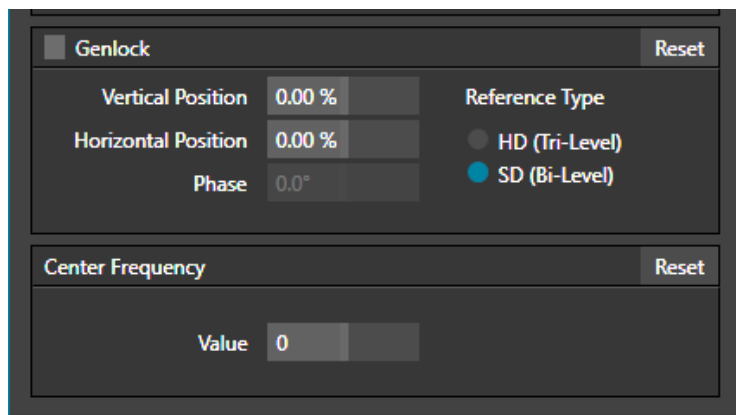 Genlock Reset
Vertical Position 0.00 % Reference Type
Horizontal Position 0.00 % HD (Tri-Level)
Phase 0.0° SD (Bi-Level)
Center Frequency Reset
Value 0